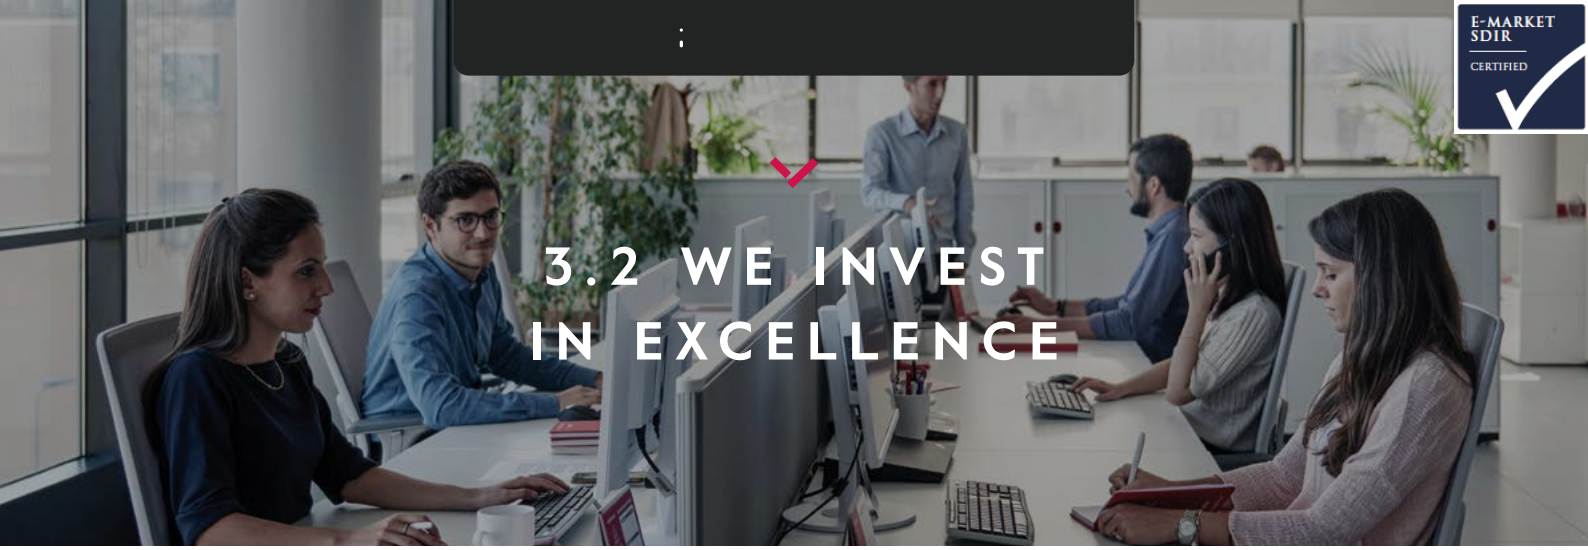 E-MARKET
SDIR
CERTIFIED
3.2 WE INVEST
IN EXCELLENCE